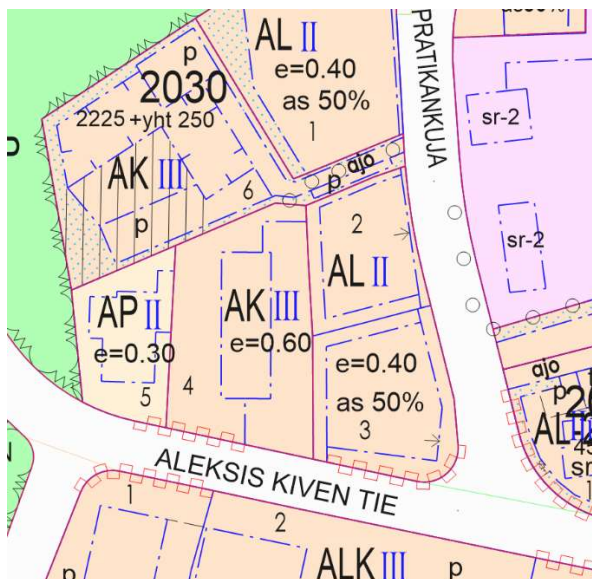 AL II
e=0.40
as 50%
1
PRATIKANKUJA
sr-2
p
2030
2225 +yht 250
AK III
p
6
p ajo
2
AL II
sr-2
AP II
e=0.30
5
AK III
e=0.60
4
e=0.40
as 50%
3
ajo
p
ALEKSIS KIVEN TIE
1
2
p
ALK III
p